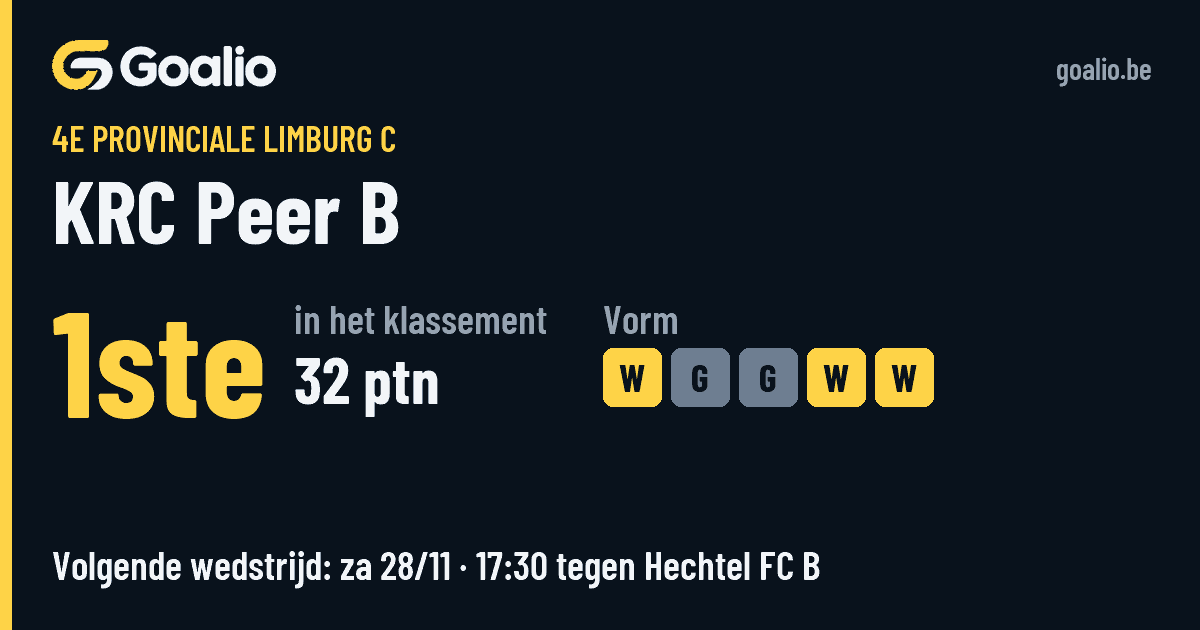 Goalio
goalio.be
4E PROVINCIALE LIMBURG C
KRC Peer B
1ste
in het klassement
32 ptn
Vorm
W G G W W
Volgende wedstrijd: za 28/11 · 17:30 tegen Hechtel FC B